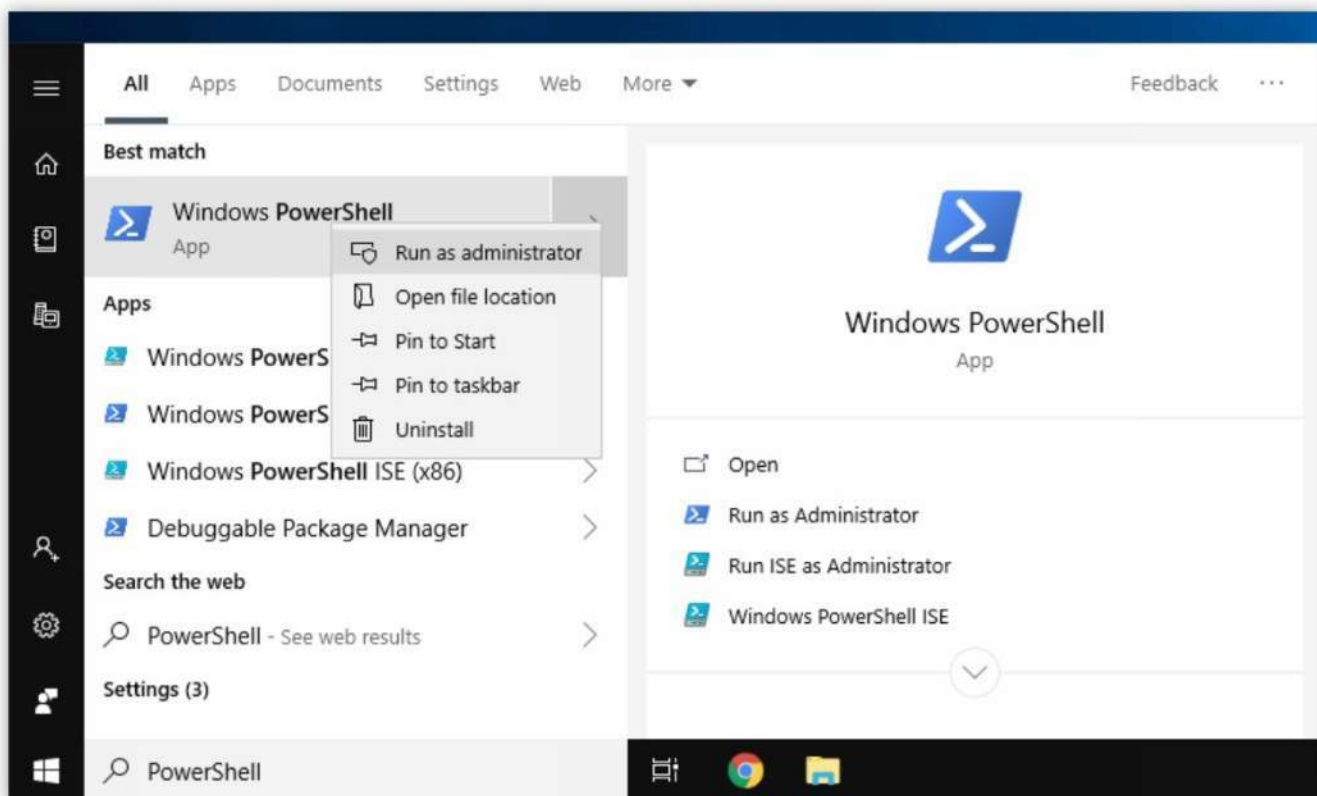 All Apps Documents Settings Web More Feedback ...
Best match
Windows PowerShell
App
Run as administrator
Open file location
Pin to Start
Pin to taskbar
Uninstall
Apps
Windows PowerS
Windows PowerS
Windows PowerShell ISE (x86)
Debuggable Package Manager
Search the web
PowerShell - See web results
Settings (3)
PowerShell
Windows PowerShell
App
Open
Run as Administrator
Run ISE as Administrator
Windows PowerShell ISE